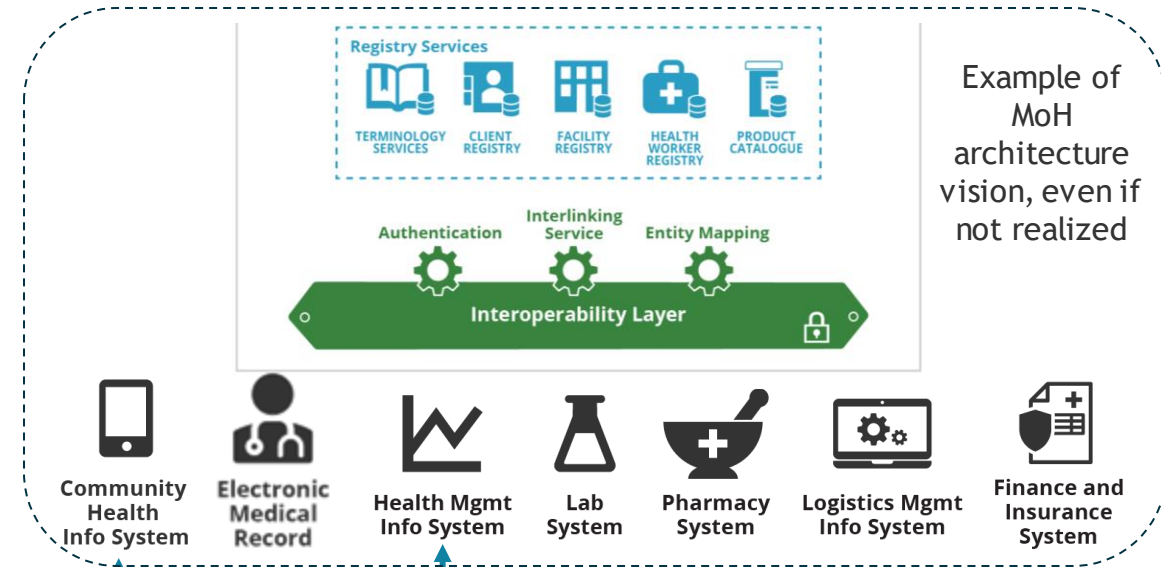 Registry Services
TERMINOLOGY
SERVICES
CLIENT
REGISTRY
FACILITY
REGISTRY
HEALTH
WORKER
REGISTRY
PRODUCT
CATALOGUE
Example of
MoH
architecture
vision, even if
not realized
Authentication
Interlinking
Service
Entity Mapping
Interoperability Layer
Community
Health
Info System
Electronic
Medical
Record
Health Mgmt
Info System
Lab
System
Pharmacy
System
Logistics Mgmt
Info System
Finance and
Insurance
System